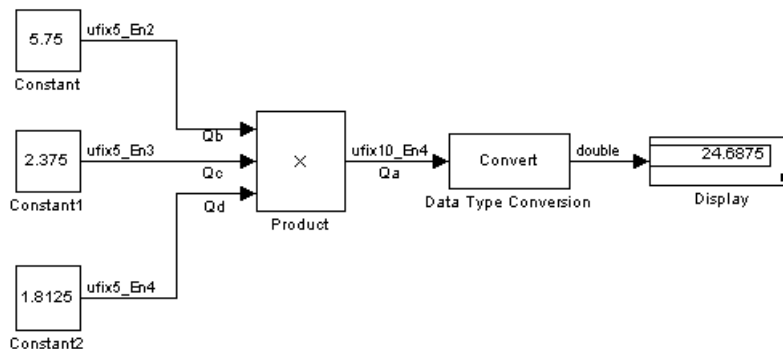 5.75
ufix5_En2
Constant
Qb
2.375
ufix5_En3
Qc
Constant1
Qd
×
Product
ufix10_En4
Qa
Convert
Data Type Conversion
double
24.6875
Display
1.8125
ufix5_En4
Constant2